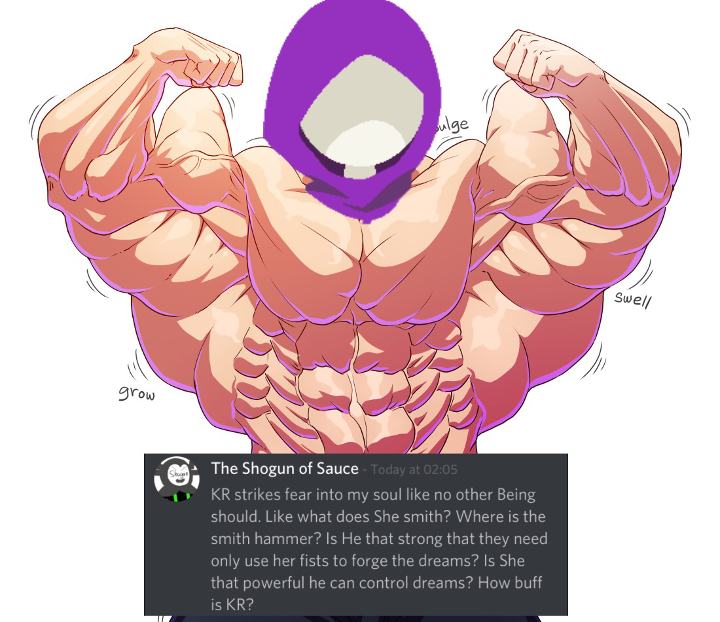 ulge
swell
grow
The Shogun of Sauce - Today at 02:05
KR strikes fear into my soul like no other Being
should. Like what does She smith? Where is the
smith hammer? Is He that strong that they need
only use her fists to forge the dreams? Is She
that powerful he can control dreams? How buff
is KR?